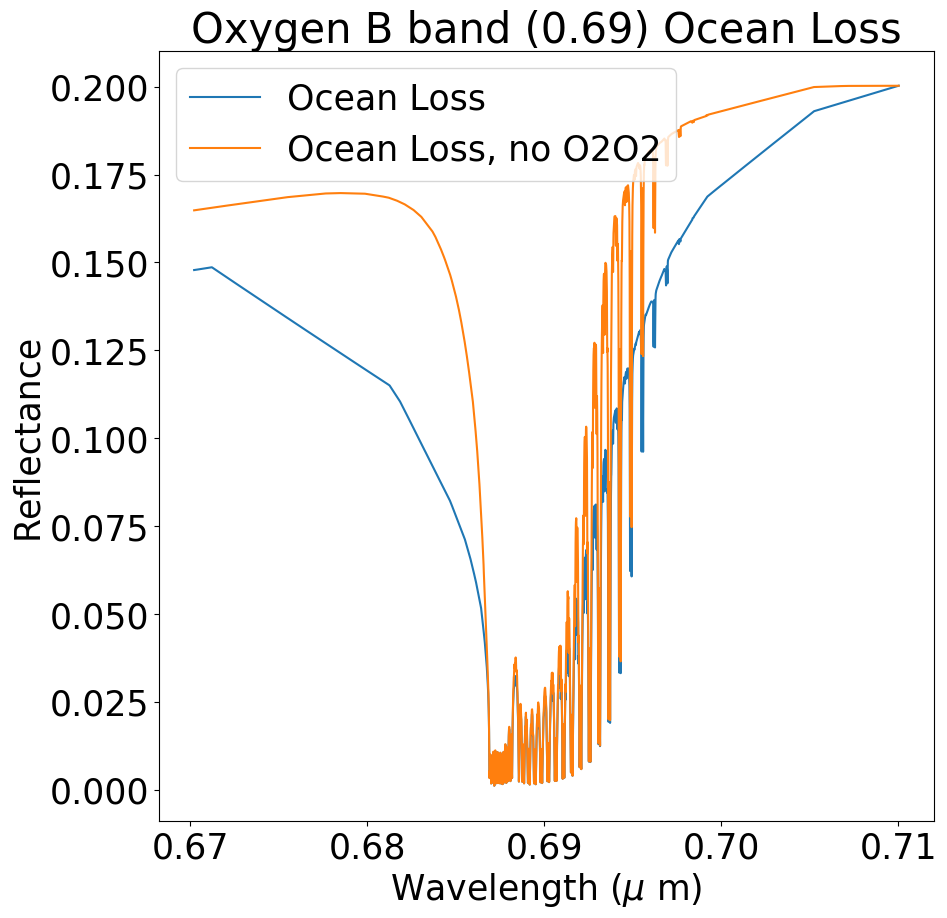 Oxygen B band (0.69) Ocean Loss
Ocean Loss
Ocean Loss, no O2O2
0.200
0.175
0.150
0.125
0.100
0.075
0.050
0.025
0.000
Reflectance
0.67 0.68 0.69 0.70 0.71
Wavelength (μ m)